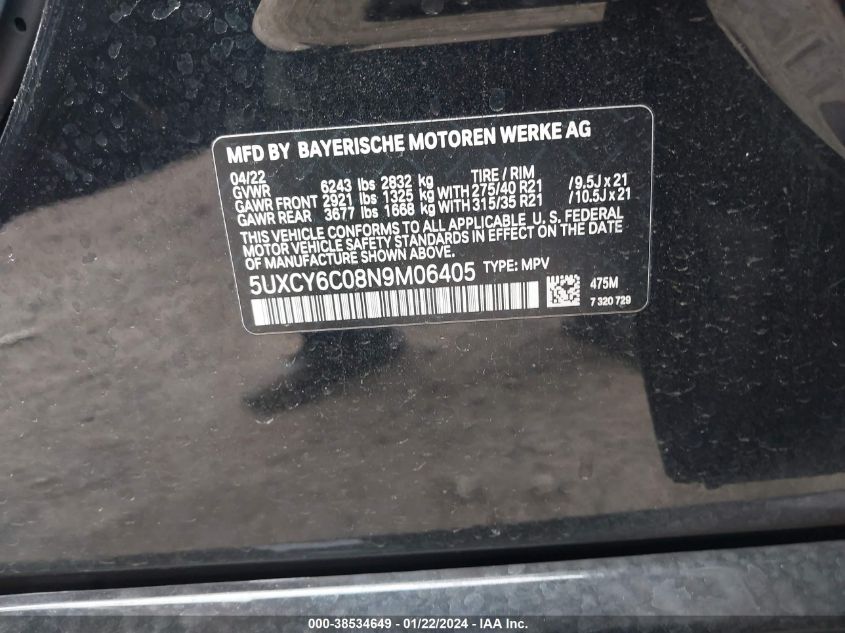 MFD BY BAYERISCHE MOTOREN WERKE AG
04/22 TIRE / RIM
GVWR 6243 lbs 2832 kg
GAWR FRONT 2921 lbs 1325 kg WITH 275/40 R21 /9.5J x 21
GAWR REAR 3677 lbs 1668 kg WITH 315/35 R21 /10.5J x 21
THIS VEHICLE CONFORMS TO ALL APPLICABLE U. S. FEDERAL
MOTOR VEHICLE SAFETY STANDARDS IN EFFECT ON THE DATE
OF MANUFACTURE SHOWN ABOVE.
5UXCY6C08N9M06405 TYPE: MPV
475M
7 320 729
000-38534649 - 01/22/2024 - IAA Inc.